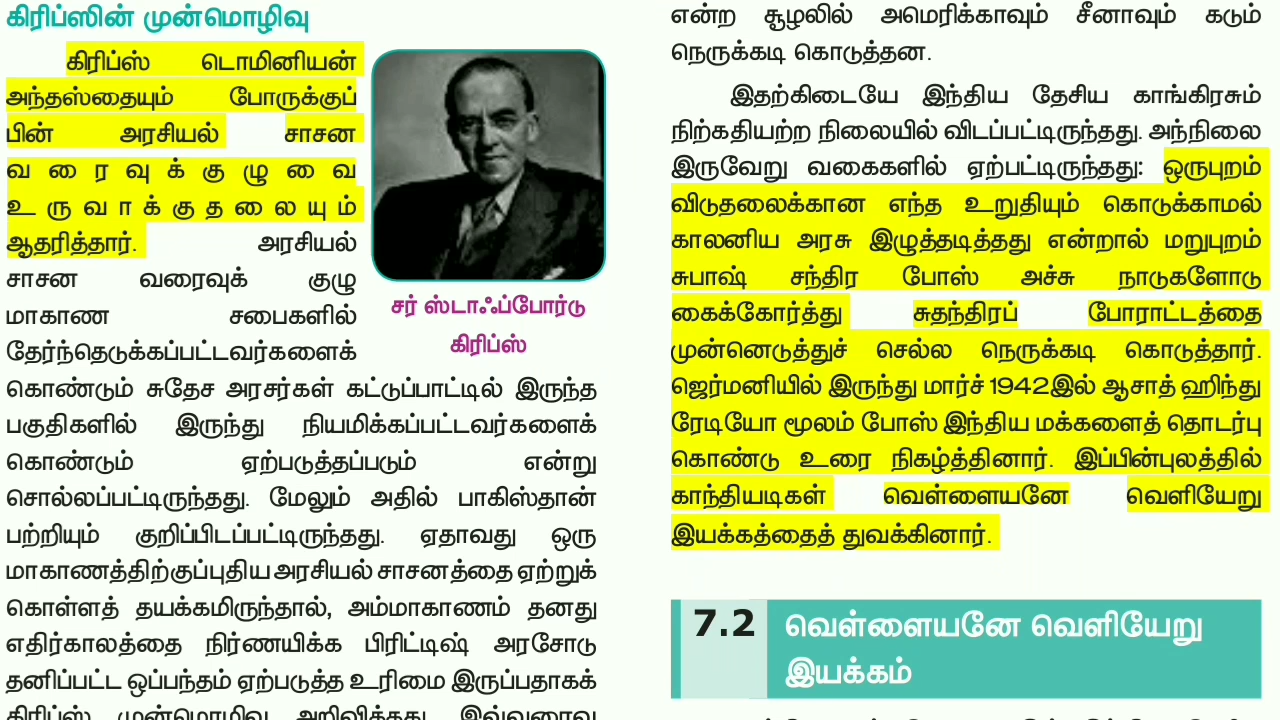 கிரிப்ஸின் முன்மொழிவு
கிரிப்ஸ் டொமினியன்
அந்தஸ்தையும் போருக்குப்
பின் அரசியல் சாசன
வரைவுக்குழுவை
உருவாக்குதலையும்
ஆதரித்தார். அரசியல்
சாசன வரைவுக் குழு
மாகாண சபைகளில்
தேர்ந்தெடுக்கப்பட்டவர்களைக்
கொண்டும் சுதேச அரசர்கள் கட்டுப்பாட்டில் இருந்த
பகுதிகளில் இருந்து நியமிக்கப்பட்டவர்களைக்
கொண்டும் ஏற்படுத்தப்படும் என்று
சொல்லப்பட்டிருந்தது. மேலும் அதில் பாகிஸ்தான்
பற்றியும் குறிப்பிடப்பட்டிருந்தது. ஏதாவது ஒரு
மாகாணத்திற்குப்புதிய அரசியல் சாசனத்தை ஏற்றுக்
கொள்ளத் தயக்கமிருந்தால், அம்மாகாணம் தனது
எதிர்காலத்தை நிர்ணயிக்க பிரிட்டிஷ் அரசோடு
தனிப்பட்ட ஒப்பந்தம் ஏற்படுத்த உரிமை இருப்பதாகக்
கிரிப்ஸ் முன்மொழிவு அறிவித்தது. இவ்வரைவு
சர் ஸ்டாஃப்போர்டு
கிரிப்ஸ்
என்ற சூழலில் அமெரிக்காவும் சீனாவும் கடும்
நெருக்கடி கொடுத்தன.
இதற்கிடையே இந்திய தேசிய காங்கிரசும்
நிற்கதியற்ற நிலையில் விடப்பட்டிருந்தது. அந்நிலை
இருவேறு வகைகளில் ஏற்பட்டிருந்தது: ஒருபுறம்
விடுதலைக்கான எந்த உறுதியும் கொடுக்காமல்
காலனிய அரசு இழுத்தடித்தது என்றால் மறுபுறம்
சுபாஷ் சந்திர போஸ் அச்சு நாடுகளோடு
கைக்கோர்த்து சுதந்திரப் போராட்டத்தை
முன்னெடுத்துச் செல்ல நெருக்கடி கொடுத்தார்.
ஜெர்மனியில் இருந்து மார்ச் 1942இல் ஆசாத் ஹிந்து
ரேடியோ மூலம் போஸ் இந்திய மக்களைத் தொடர்பு
கொண்டு உரை நிகழ்த்தினார். இப்பின்புலத்தில்
காந்தியடிகள் வெள்ளையனே வெளியேறு
இயக்கத்தைத் துவக்கினார்.
7.2 வெள்ளையனே வெளியேறு
இயக்கம்